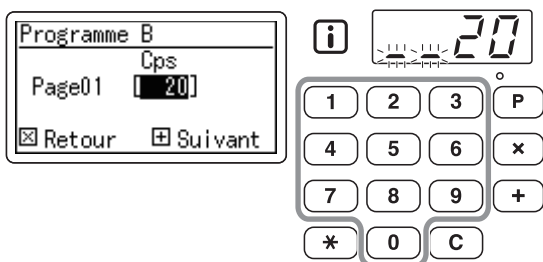 Programme B
Cps
Page01 [ 20]
☒ Retour ⊞ Suivant
i
_ _ 20
1 2 3 P
4 5 6 ×
7 8 9 +
* 0 C